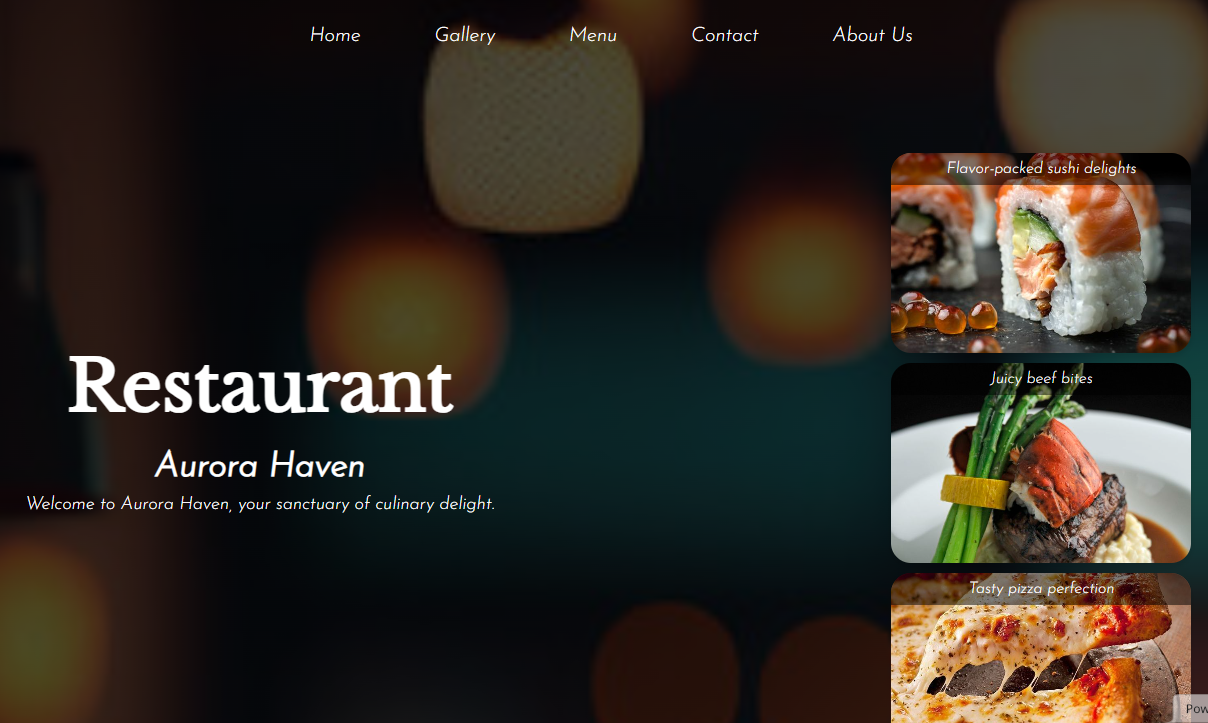 Home Gallery Menu Contact About Us
Flavor-packed sushi delights
Juicy beef bites
Restaurant
Aurora Haven
Welcome to Aurora Haven, your sanctuary of culinary delight.
Tasty pizza perfection